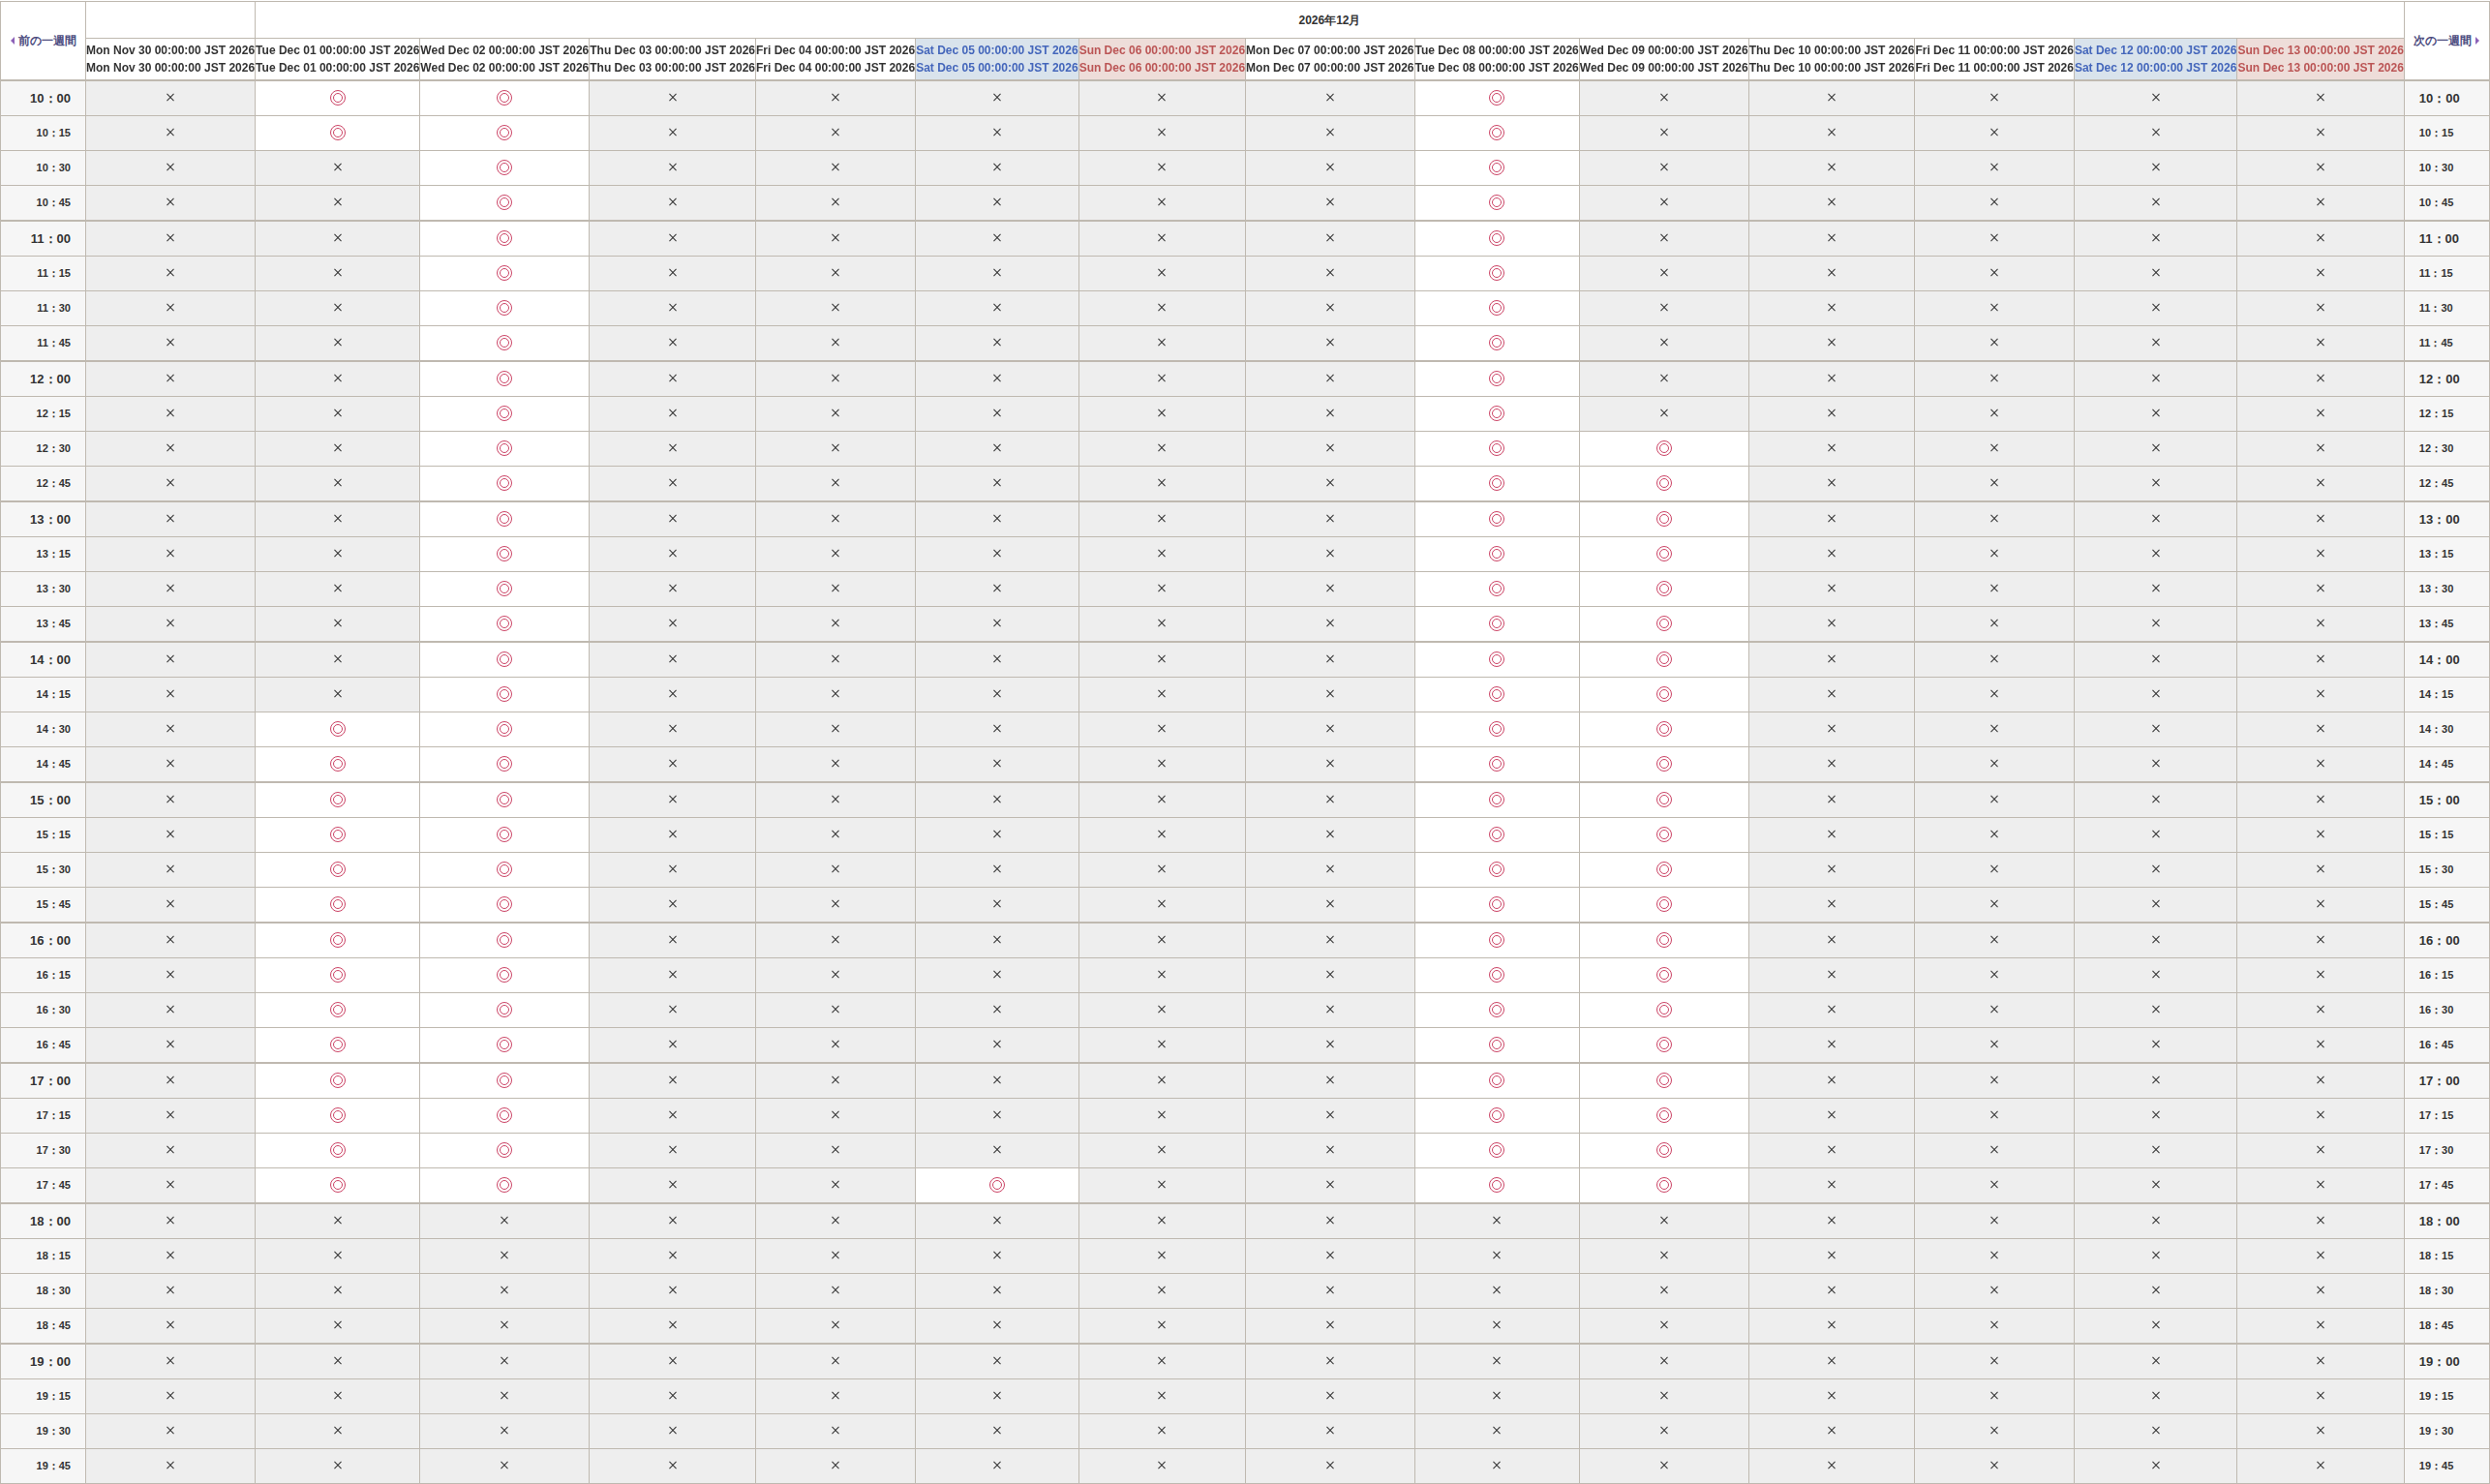 2026年12月
前の一週間 次の一週間
Mon Nov 30 00:00:00 JST 2026 Tue Dec 01 00:00:00 JST 2026 Wed Dec 02 00:00:00 JST 2026 Thu Dec 03 00:00:00 JST 2026 Fri Dec 04 00:00:00 JST 2026 Sat Dec 05 00:00:00 JST 2026 Sun Dec 06 00:00:00 JST 2026 Mon Dec 07 00:00:00 JST 2026 Tue Dec 08 00:00:00 JST 2026 Wed Dec 09 00:00:00 JST 2026 Thu Dec 10 00:00:00 JST 2026 Fri Dec 11 00:00:00 JST 2026 Sat Dec 12 00:00:00 JST 2026 Sun Dec 13 00:00:00 JST 2026
Mon Nov 30 00:00:00 JST 2026 Tue Dec 01 00:00:00 JST 2026 Wed Dec 02 00:00:00 JST 2026 Thu Dec 03 00:00:00 JST 2026 Fri Dec 04 00:00:00 JST 2026 Sat Dec 05 00:00:00 JST 2026 Sun Dec 06 00:00:00 JST 2026 Mon Dec 07 00:00:00 JST 2026 Tue Dec 08 00:00:00 JST 2026 Wed Dec 09 00:00:00 JST 2026 Thu Dec 10 00:00:00 JST 2026 Fri Dec 11 00:00:00 JST 2026 Sat Dec 12 00:00:00 JST 2026 Sun Dec 13 00:00:00 JST 2026
10：00 × ◎ ◎ × × × × × ◎ × × × × × 10：00
10：15 × ◎ ◎ × × × × × ◎ × × × × × 10：15
10：30 × × ◎ × × × × × ◎ × × × × × 10：30
10：45 × × ◎ × × × × × ◎ × × × × × 10：45
11：00 × × ◎ × × × × × ◎ × × × × × 11：00
11：15 × × ◎ × × × × × ◎ × × × × × 11：15
11：30 × × ◎ × × × × × ◎ × × × × × 11：30
11：45 × × ◎ × × × × × ◎ × × × × × 11：45
12：00 × × ◎ × × × × × ◎ × × × × × 12：00
12：15 × × ◎ × × × × × ◎ × × × × × 12：15
12：30 × × ◎ × × × × × ◎ ◎ × × × × 12：30
12：45 × × ◎ × × × × × ◎ ◎ × × × × 12：45
13：00 × × ◎ × × × × × ◎ ◎ × × × × 13：00
13：15 × × ◎ × × × × × ◎ ◎ × × × × 13：15
13：30 × × ◎ × × × × × ◎ ◎ × × × × 13：30
13：45 × × ◎ × × × × × ◎ ◎ × × × × 13：45
14：00 × × ◎ × × × × × ◎ ◎ × × × × 14：00
14：15 × × ◎ × × × × × ◎ ◎ × × × × 14：15
14：30 × ◎ ◎ × × × × × ◎ ◎ × × × × 14：30
14：45 × ◎ ◎ × × × × × ◎ ◎ × × × × 14：45
15：00 × ◎ ◎ × × × × × ◎ ◎ × × × × 15：00
15：15 × ◎ ◎ × × × × × ◎ ◎ × × × × 15：15
15：30 × ◎ ◎ × × × × × ◎ ◎ × × × × 15：30
15：45 × ◎ ◎ × × × × × ◎ ◎ × × × × 15：45
16：00 × ◎ ◎ × × × × × ◎ ◎ × × × × 16：00
16：15 × ◎ ◎ × × × × × ◎ ◎ × × × × 16：15
16：30 × ◎ ◎ × × × × × ◎ ◎ × × × × 16：30
16：45 × ◎ ◎ × × × × × ◎ ◎ × × × × 16：45
17：00 × ◎ ◎ × × × × × ◎ ◎ × × × × 17：00
17：15 × ◎ ◎ × × × × × ◎ ◎ × × × × 17：15
17：30 × ◎ ◎ × × × × × ◎ ◎ × × × × 17：30
17：45 × ◎ ◎ × × ◎ × × ◎ ◎ × × × × 17：45
18：00 × × × × × × × × × × × × × × 18：00
18：15 × × × × × × × × × × × × × × 18：15
18：30 × × × × × × × × × × × × × × 18：30
18：45 × × × × × × × × × × × × × × 18：45
19：00 × × × × × × × × × × × × × × 19：00
19：15 × × × × × × × × × × × × × × 19：15
19：30 × × × × × × × × × × × × × × 19：30
19：45 × × × × × × × × × × × × × × 19：45